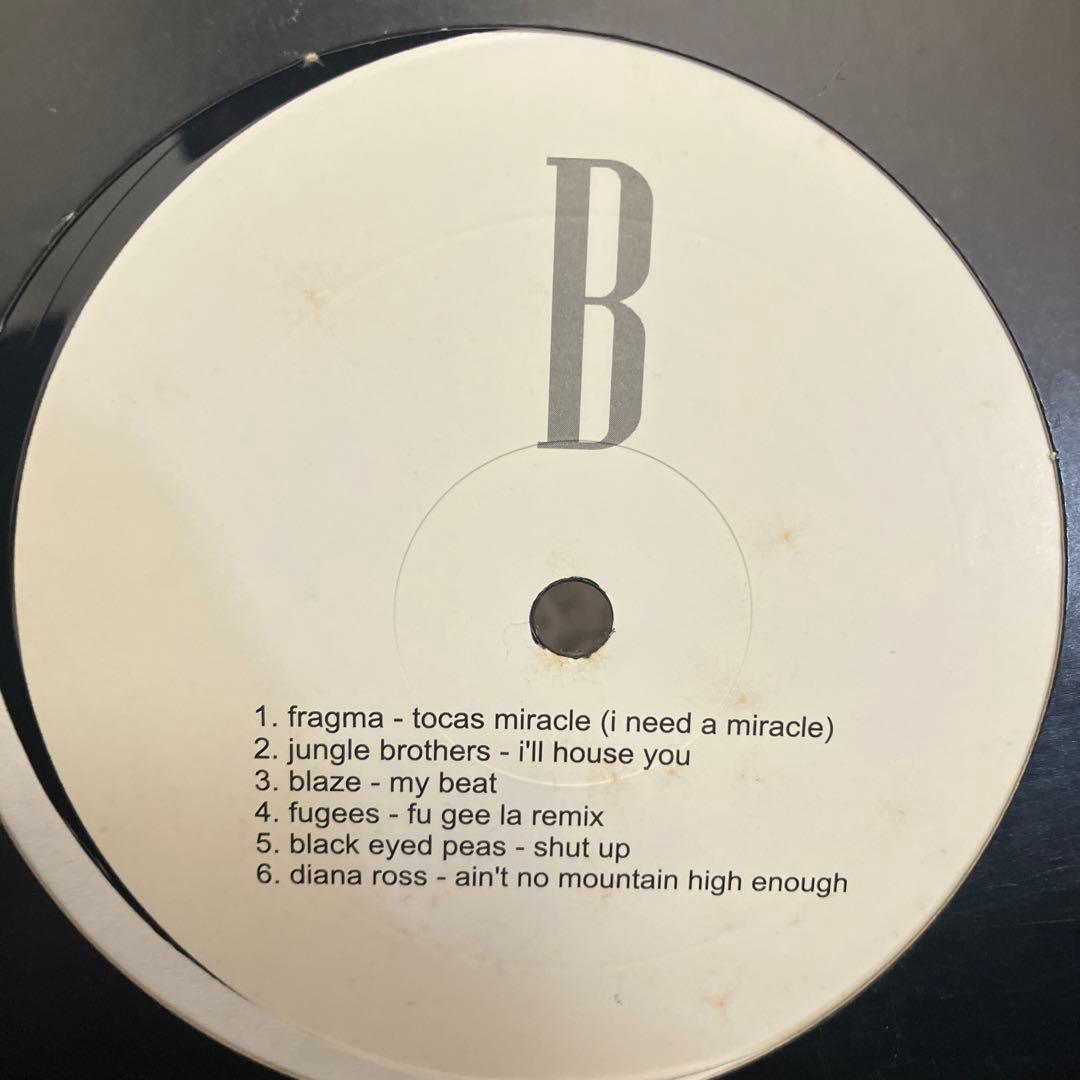 B
1. fragma - tocas miracle (i need a miracle)
2. jungle brothers - i'll house you
3. blaze - my beat
4. fugees - fu gee la remix
5. black eyed peas - shut up
6. diana ross - ain't no mountain high enough